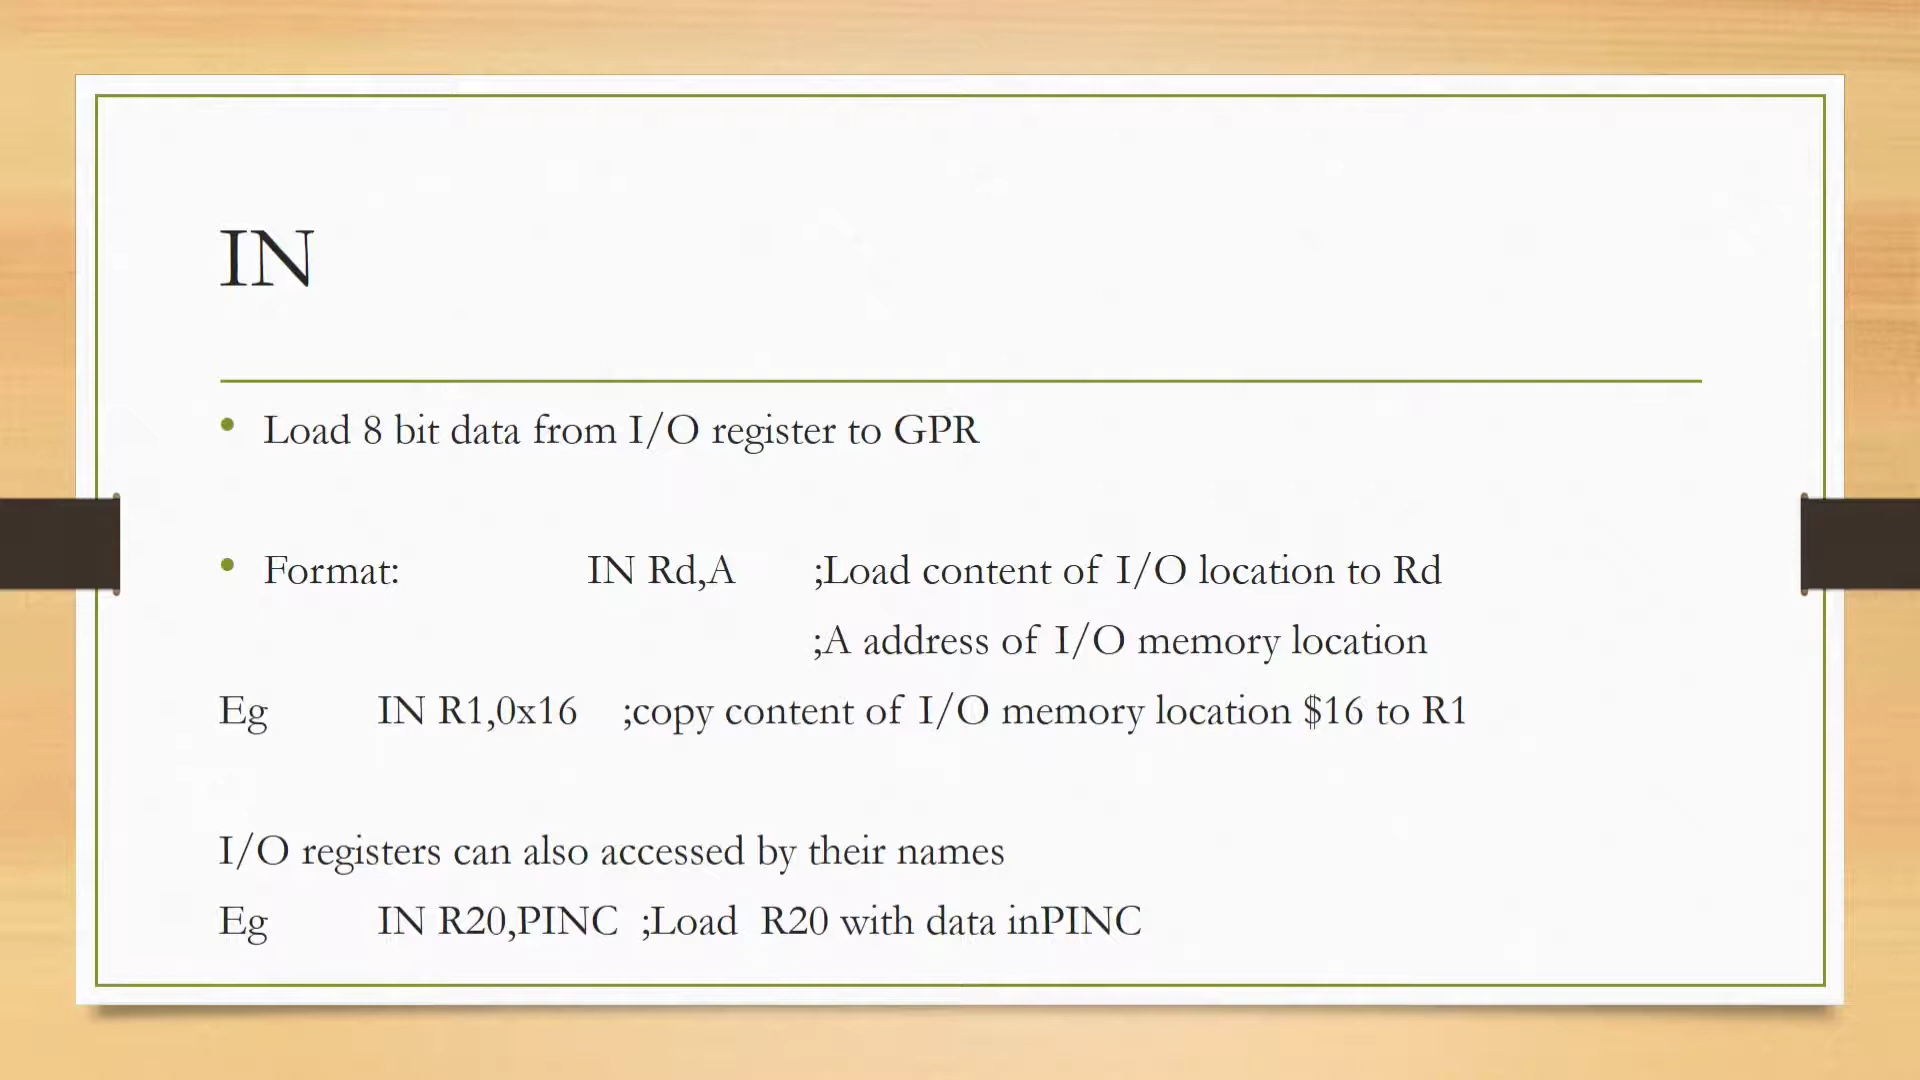 IN
• Load 8 bit data from I/O register to GPR
• Format: IN Rd,A ;Load content of I/O location to Rd
;A address of I/O memory location
Eg IN R1,0x16 ;copy content of I/O memory location $16 to R1
I/O registers can also accessed by their names
Eg IN R20,PINC ;Load R20 with data inPINC